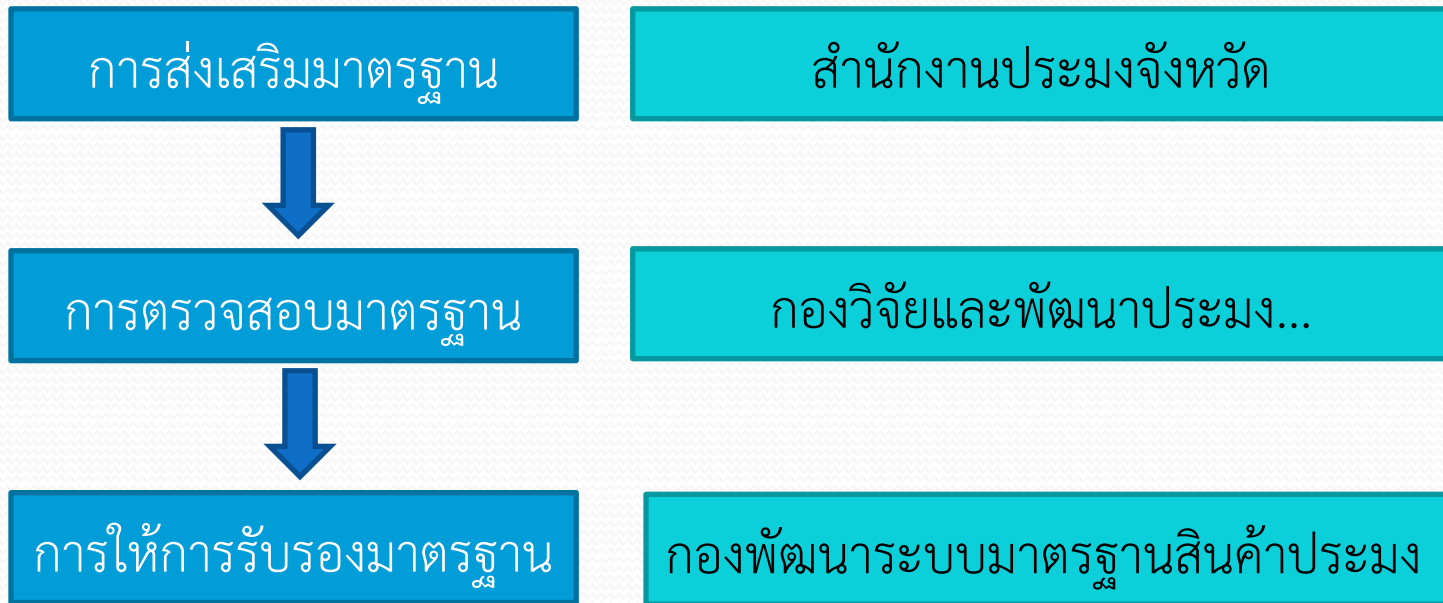 การส่งเสริมมาตรฐาน
สำนักงานประมงจังหวัด
การตรวจสอบมาตรฐาน
กองวิจัยและพัฒนาประมง...
การให้การรับรองมาตรฐาน
กองพัฒนาระบบมาตรฐานสินค้าประมง